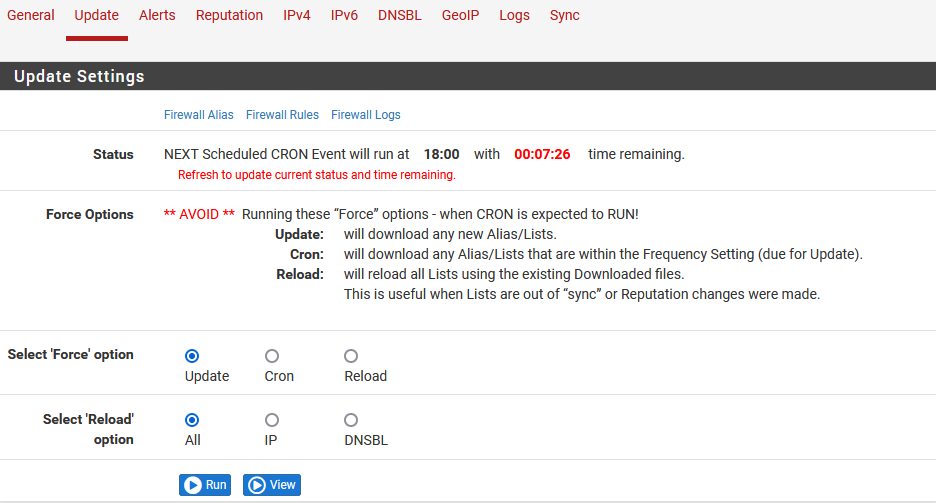 General Update Alerts Reputation IPv4 IPv6 DNSBL GeoIP Logs Sync
Update Settings
Firewall Alias Firewall Rules Firewall Logs
Status NEXT Scheduled CRON Event will run at 18:00 with 00:07:26 time remaining.
Refresh to update current status and time remaining.
Force Options ** AVOID ** Running these “Force” options - when CRON is expected to RUN!
Update: will download any new Alias/Lists.
Cron: will download any Alias/Lists that are within the Frequency Setting (due for Update).
Reload: will reload all Lists using the existing Downloaded files.
This is useful when Lists are out of “sync” or Reputation changes were made.
Select 'Force' option
Update Cron Reload
Select 'Reload'
option
All IP DNSBL
Run View